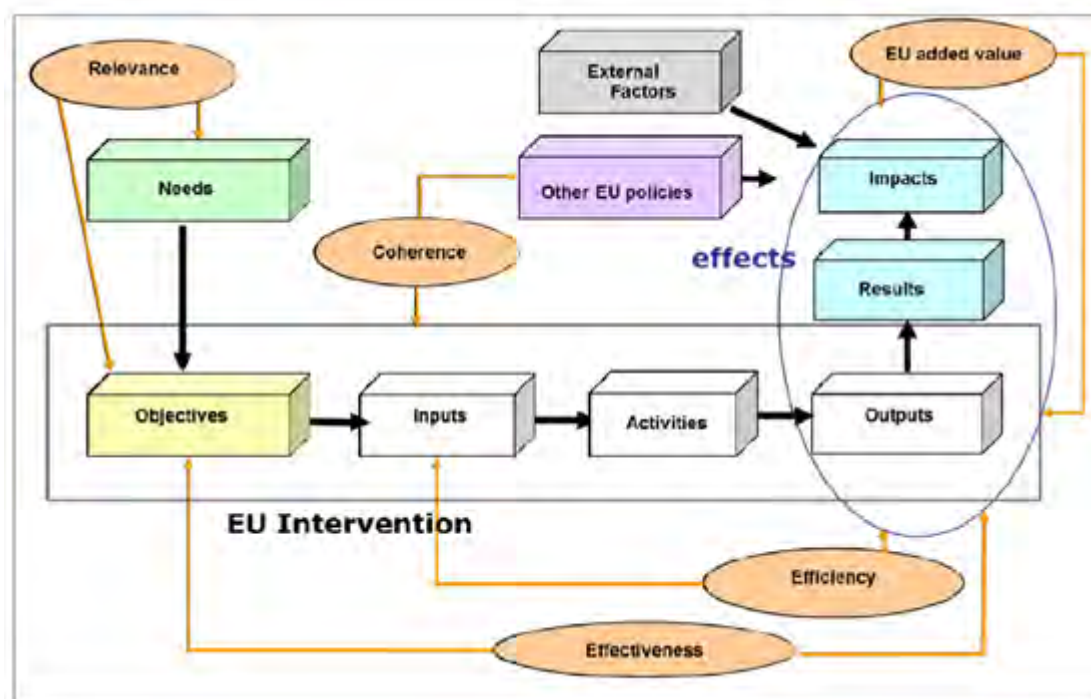 Relevance
External
Factors
EU added value
Needs
Other EU policies
Impacts
Coherence
effects
Results
Objectives
Inputs
Activities
Outputs
EU Intervention
Efficiency
Effectiveness